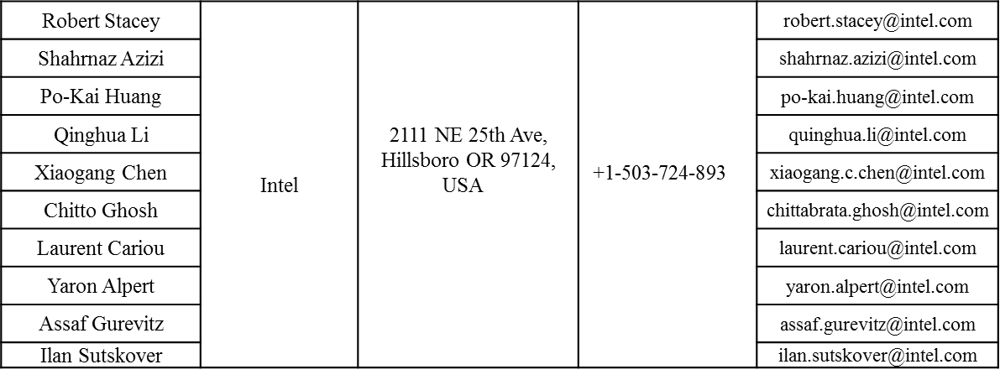 Robert Stacey
robert.stacey@intel.com
Shahrnaz Azizi
shahrnaz.azizi@intel.com
Po-Kai Huang
po-kai.huang@intel.com
Qinghua Li
2111 NE 25th Ave,
quinghua.li@intel.com
Hillsboro OR 97124,
Xiaogang Chen
+1-503-724-893
xiaogang.c.chen@intel.com
Intel
USA
Chitto Ghosh
chittabrata.ghosh@intel.com
Laurent Cariou
laurent.cariou@intel.com
Yaron Alpert
yaron.alpert@intel.com
Assaf Gurevitz
assaf.gurevitz@intel.com
Ilan Sutskover
ilan.sutskover@intel.com